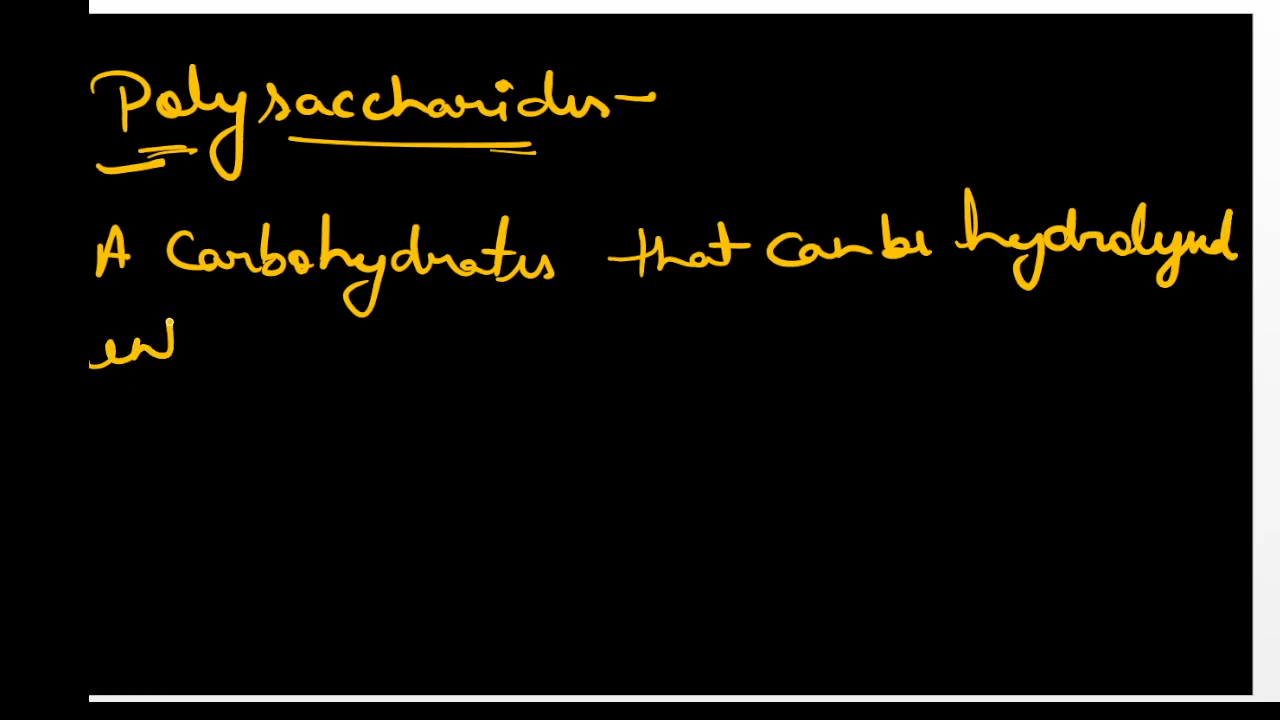 Polysaccharides -
A Carbohydrates that can be hydrolysed